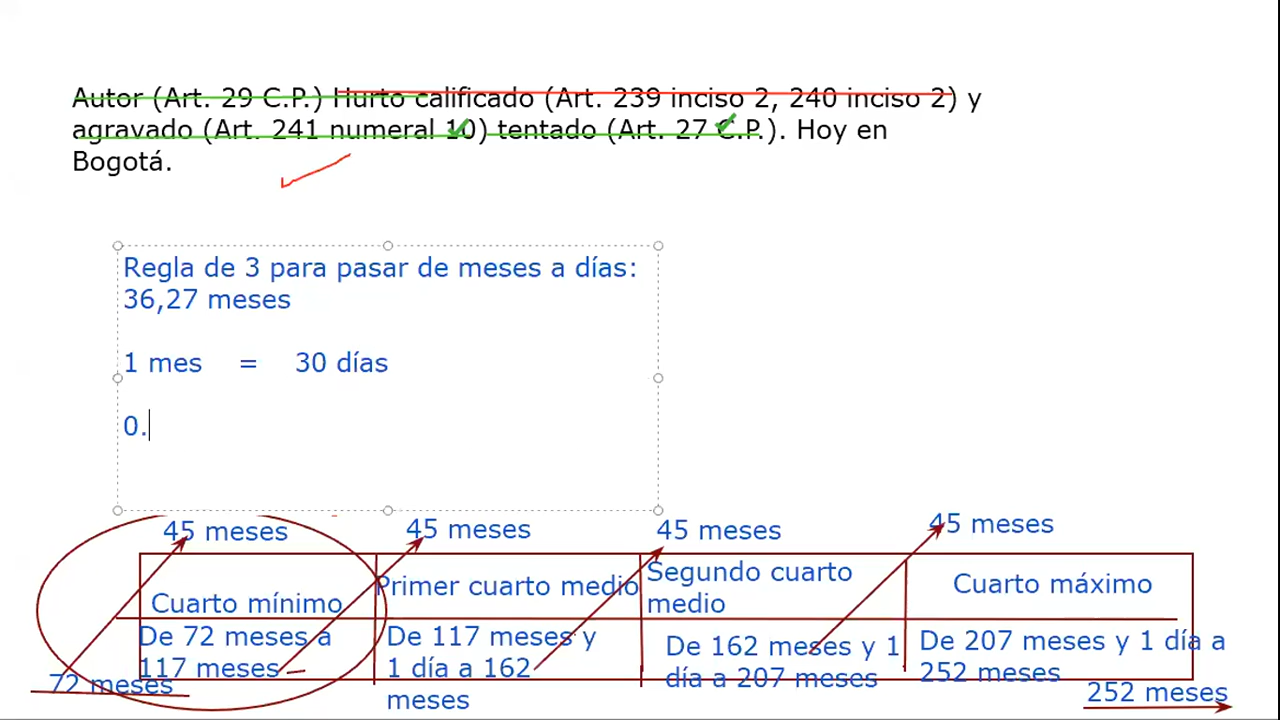 Autor (Art. 29 C.P.) Hurto calificado (Art. 239 inciso 2, 240 inciso 2) y
agravado (Art. 241 numeral 10) tentado (Art. 27 C.P.). Hoy en
Bogotá.
Regla de 3 para pasar de meses a días:
36,27 meses
1 mes = 30 días
0.
45 meses
45 meses
45 meses
45 meses
Cuarto mínimo
Primer cuarto medio
Segundo cuarto
medio
Cuarto máximo
De 72 meses a
117 meses
De 117 meses y
1 día a 162
meses
De 162 meses y 1
día a 207 meses
De 207 meses y 1 día a
252 meses
72 meses
252 meses